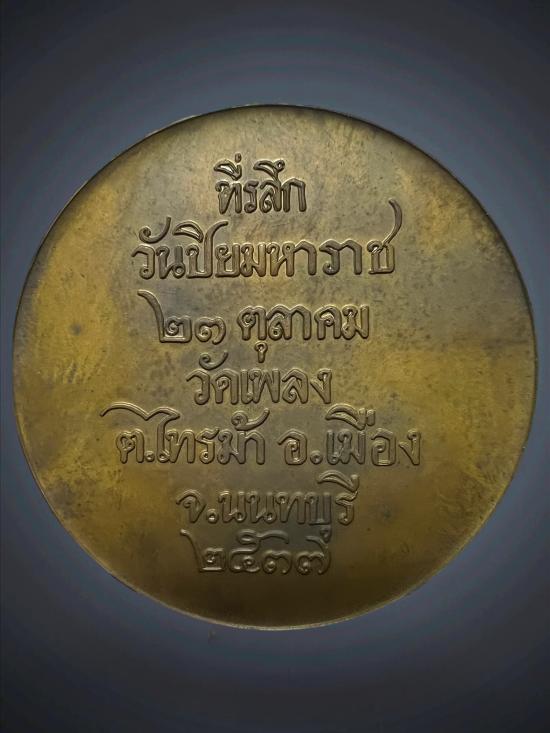 ที่รลึก
วันปิยมหาราช
๒๓ ตุลาคม
วัดเพลง
ต.ไทรม้า อ.เมือง
จ.นนทบุรี
๒๕๓๗